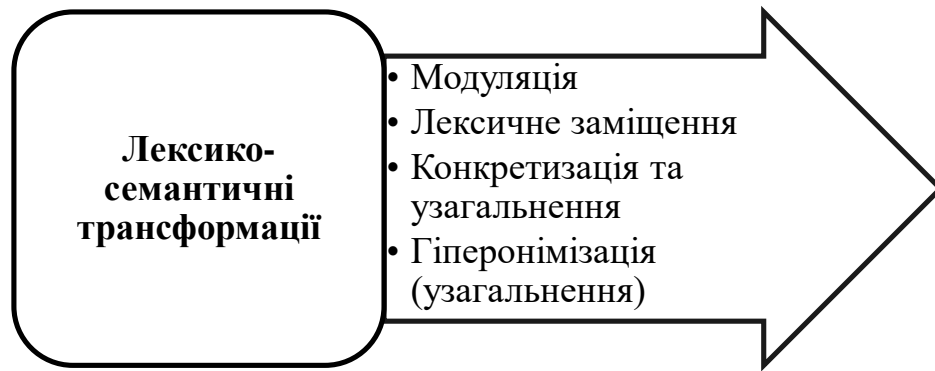 Лексико-
семантичні
трансформації
• Модуляція
• Лексичне заміщення
• Конкретизація та
узагальнення
• Гіперонімізація
(узагальнення)